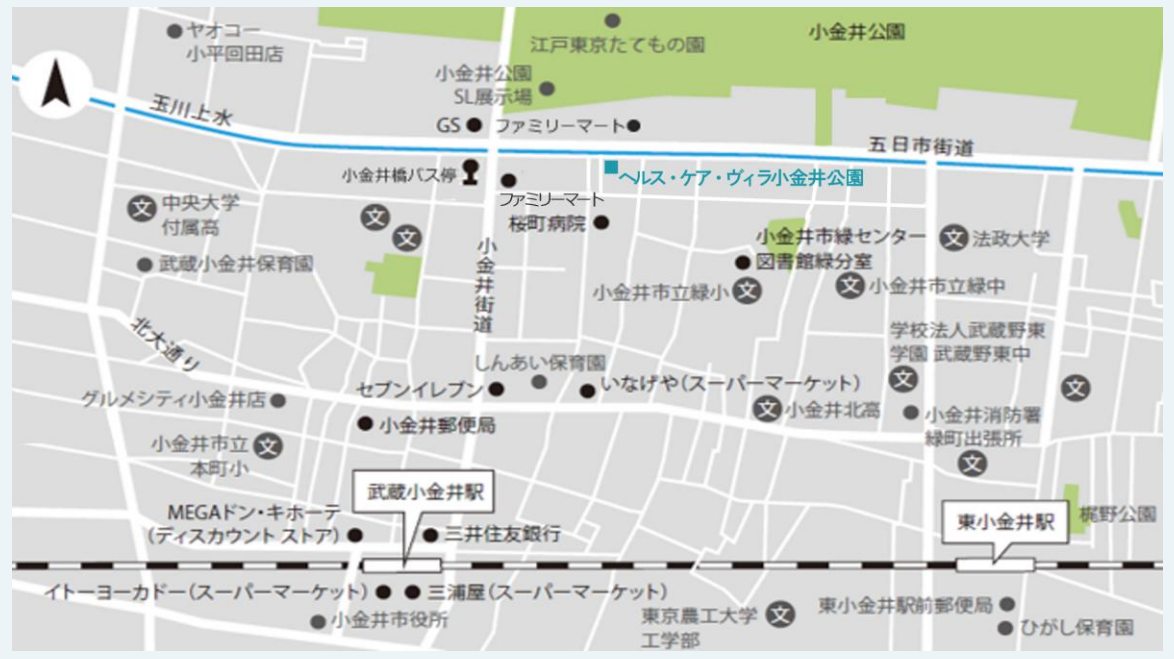 ヤオコー
小平回田店
江戸東京たてもの園
小金井公園
小金井公園
SL展示場
玉川上水
GS
ファミリーマート
五日市街道
小金井橋バス停
ヘルス・ケア・ヴィラ小金井公園
ファミリーマート
桜町病院
文
中央大学
付属高
文
文
武蔵小金井保育園
小金井街道
小金井市緑センター
図書館緑分室
文
法政大学
小金井市立緑小
文
文
小金井市立緑中
北大通り
学校法人武蔵野東
学園 武蔵野東中
文
文
しんあい保育園
セブンイレブン
いなげや(スーパーマーケット)
グルメシティ小金井店
小金井郵便局
文
小金井北高
小金井消防署
緑町出張所
文
小金井市立
本町小
文
武蔵小金井駅
MEGAドン・キホーテ
(ディスカウント ストア)
三井住友銀行
東小金井駅
梶野公園
イトーヨーカドー(スーパーマーケット)
三浦屋(スーパーマーケット)
小金井市役所
東京農工大学
工学部
文
東小金井駅前郵便局
ひがし保育園